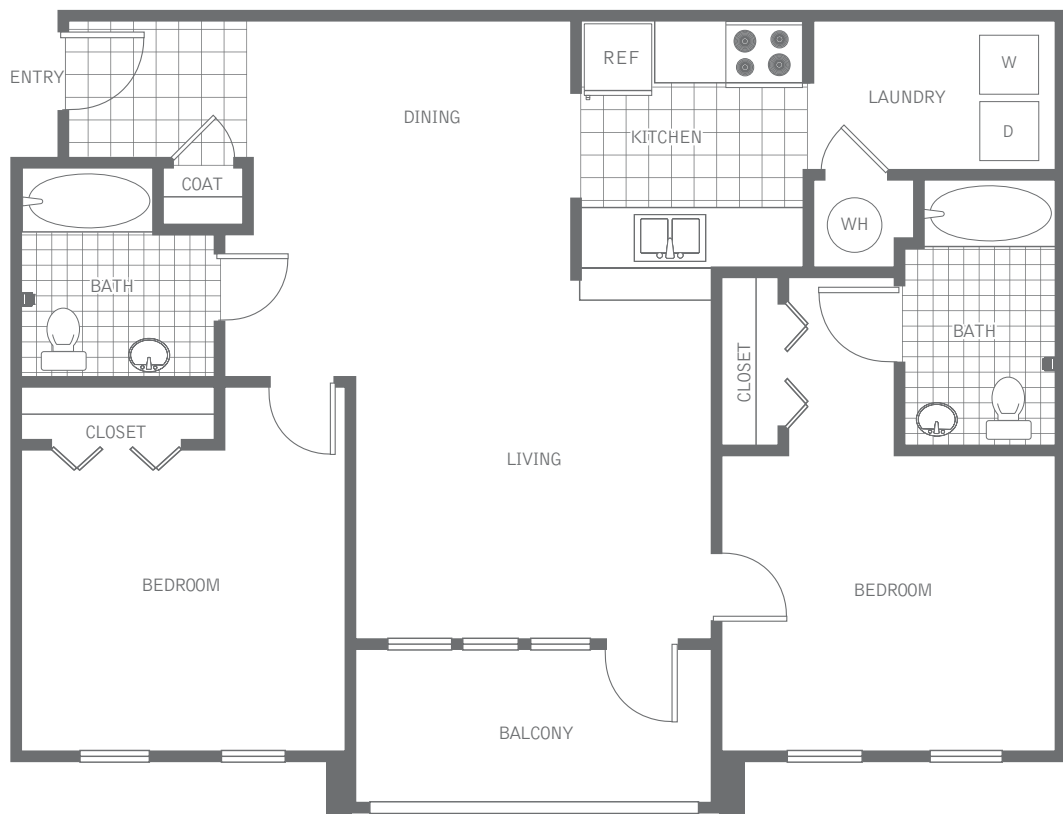 REF
W
ENTRY
LAUNDRY
DINING
KITCHEN
D
COAT
WH
BATH
BATH
CLOSET
CLOSET
LIVING
BEDROOM
BEDROOM
BALCONY